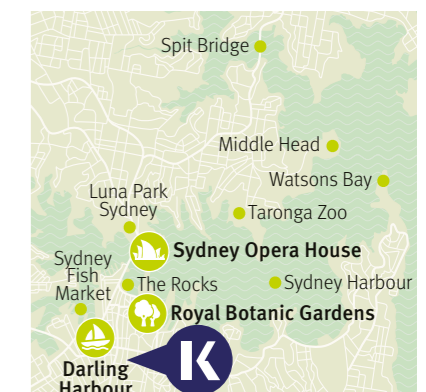 Spit Bridge
Middle Head
Watsons Bay
Luna Park
Sydney
Taronga Zoo
Sydney Opera House
Sydney
Fish
Market
The Rocks
Sydney Harbour
Royal Botanic Gardens
K
Darling
Harbour